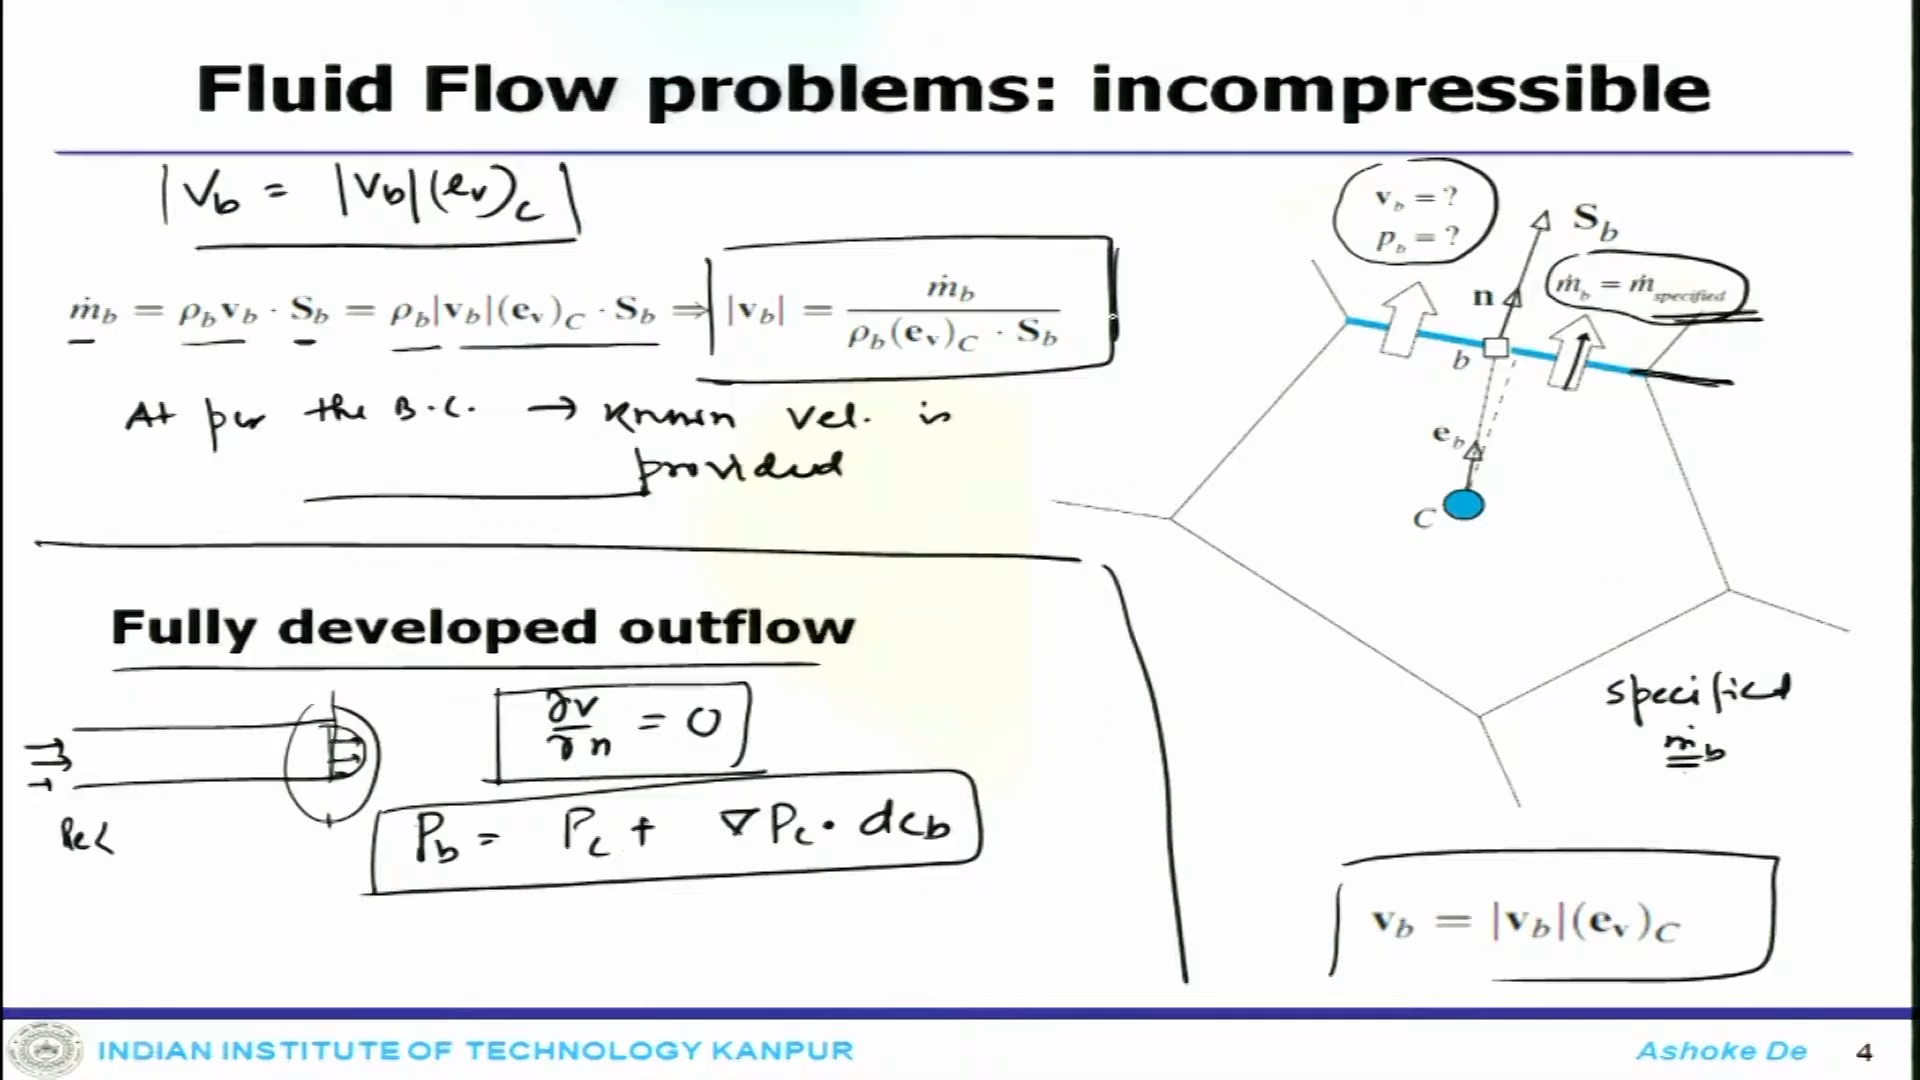 Fluid Flow problems: incompressible
|V_b = |V_b|(e_v)_C|
ṁ_b = ρ_b v_b · S_b = ρ_b|v_b|(e_v)_C · S_b ⇒ |v_b| = ṁ_b / ρ_b(e_v)_C · S_b
At per the B.C. → Known Vel. is
provided
v_b = ?
p_b = ?
S_b
n
ṁ_b = ṁ_specified
b
e_b
C
Fully developed outflow
∂v/∂n = 0
P_b = P_c + ∇P_c · dcb
specified
ṁ_b
v_b = |v_b|(e_v)_C
INDIAN INSTITUTE OF TECHNOLOGY KANPUR
Ashoke De 4